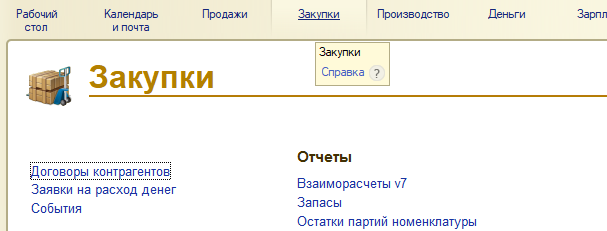 Рабочий стол
Календарь и почта
Продажи
Закупки
Производство
Деньги
Зарпл
Закупки
Справка ?
Закупки
Договоры контрагентов
Заявки на расход денег
События
Отчеты
Взаиморасчеты v7
Запасы
Остатки партий номенклатуры